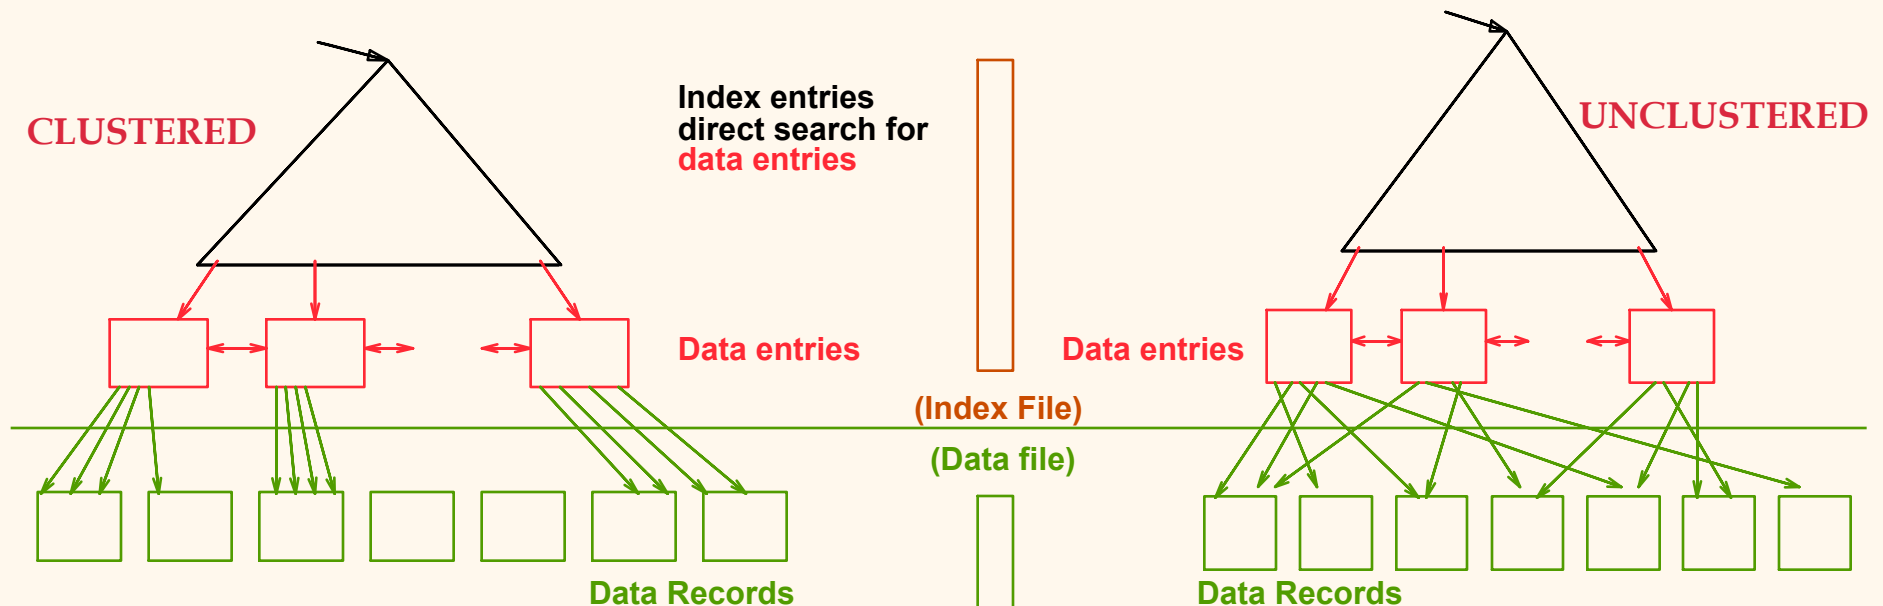 CLUSTERED
Index entries
direct search for
data entries
UNCLUSTERED
Data entries
Data entries
(Index File)
(Data file)
Data Records
Data Records